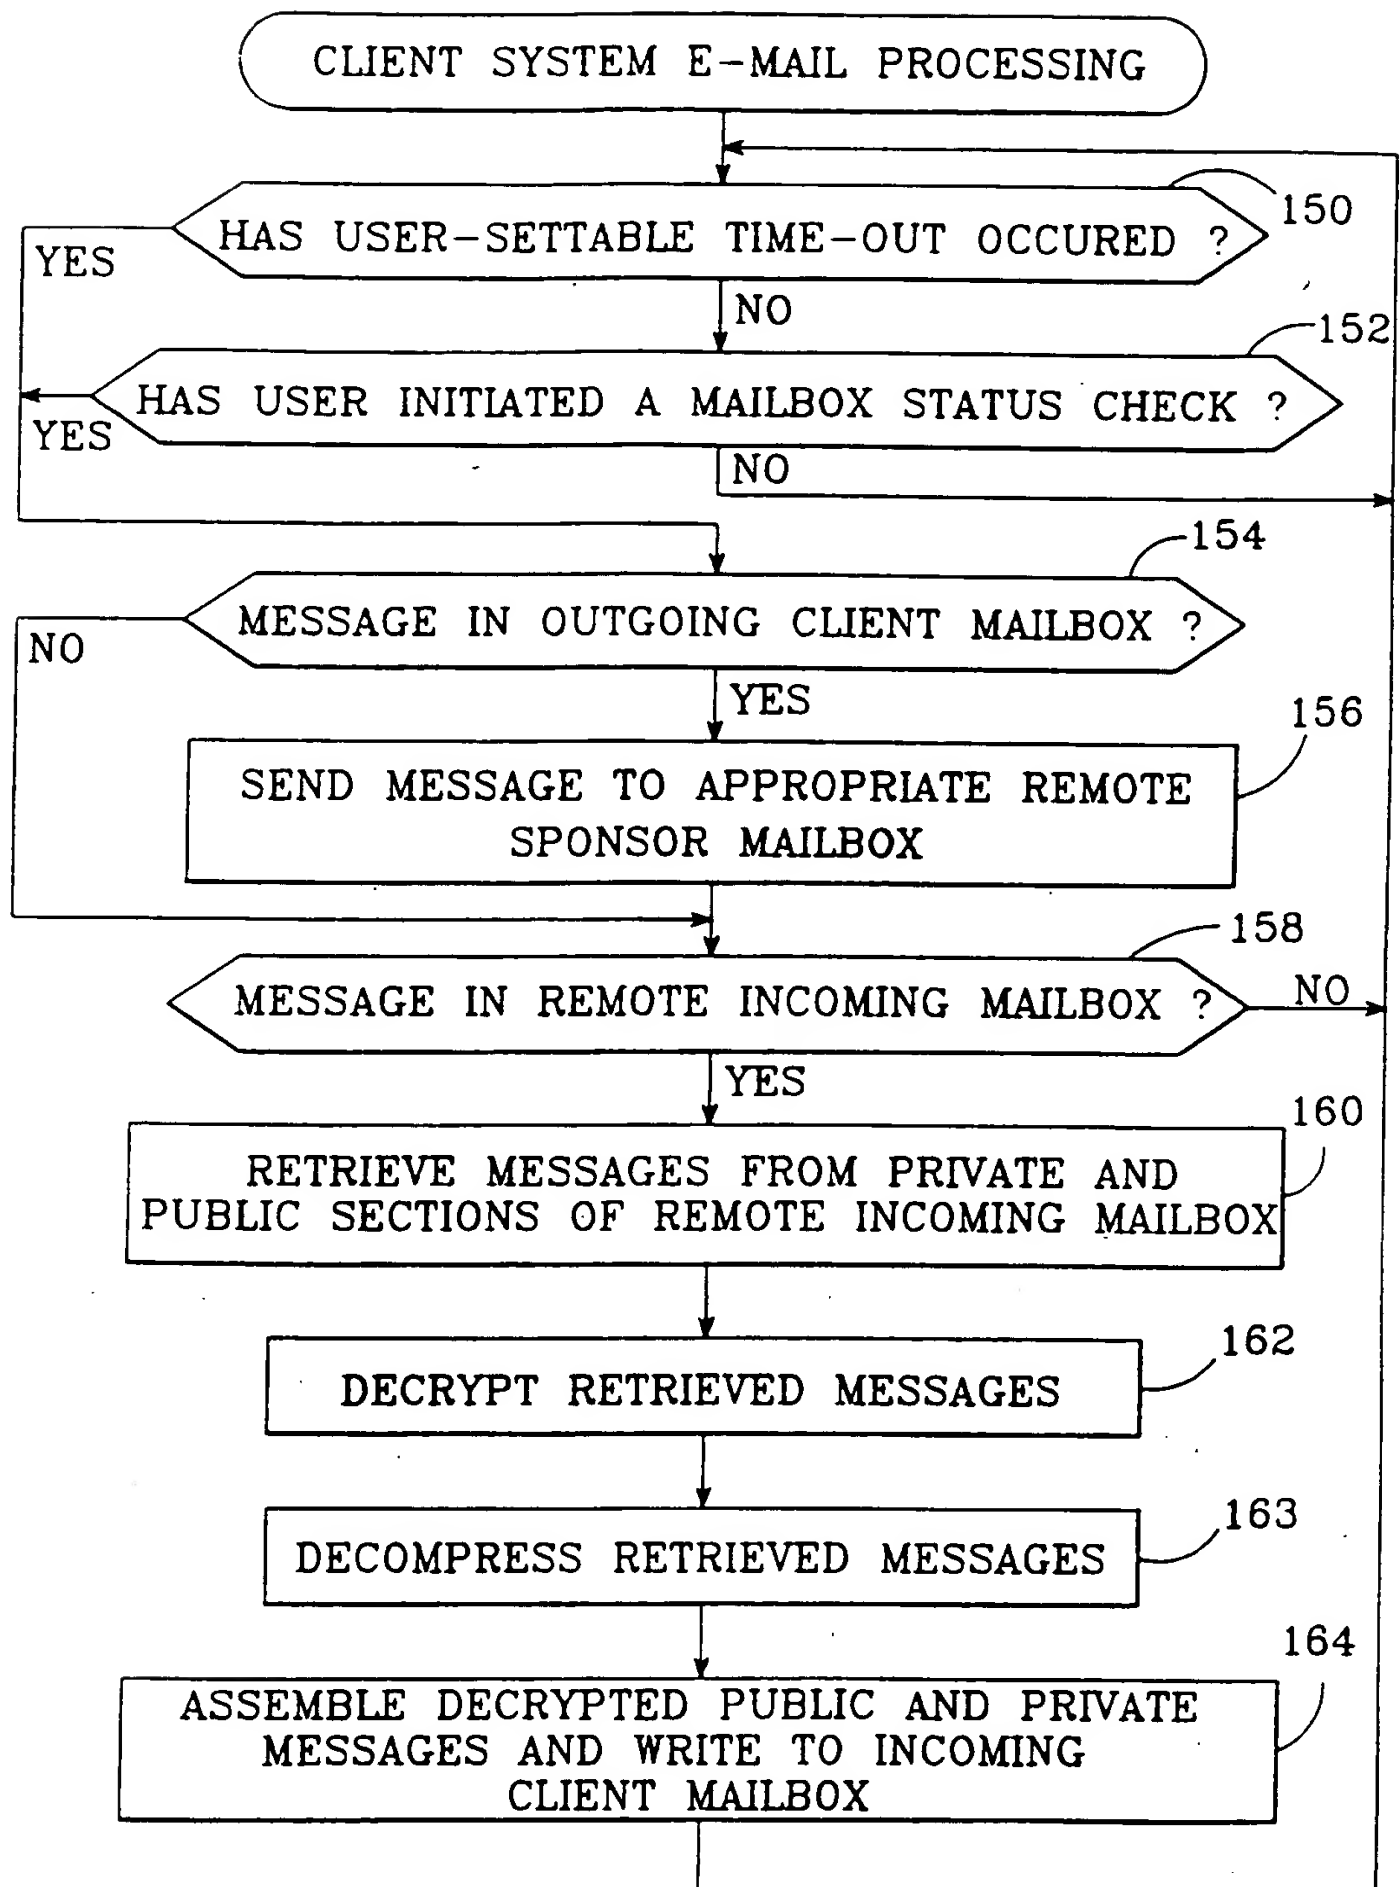 CLIENT SYSTEM E-MAIL PROCESSING
150
HAS USER-SETTABLE TIME-OUT OCCURED ?
YES
NO
152
HAS USER INITIATED A MAILBOX STATUS CHECK ?
YES
NO
154
MESSAGE IN OUTGOING CLIENT MAILBOX ?
NO
YES
156
SEND MESSAGE TO APPROPRIATE REMOTE
SPONSOR MAILBOX
158
MESSAGE IN REMOTE INCOMING MAILBOX ?
NO
YES
160
RETRIEVE MESSAGES FROM PRIVATE AND
PUBLIC SECTIONS OF REMOTE INCOMING MAILBOX
162
DECRYPT RETRIEVED MESSAGES
163
DECOMPRESS RETRIEVED MESSAGES
164
ASSEMBLE DECRYPTED PUBLIC AND PRIVATE
MESSAGES AND WRITE TO INCOMING
CLIENT MAILBOX